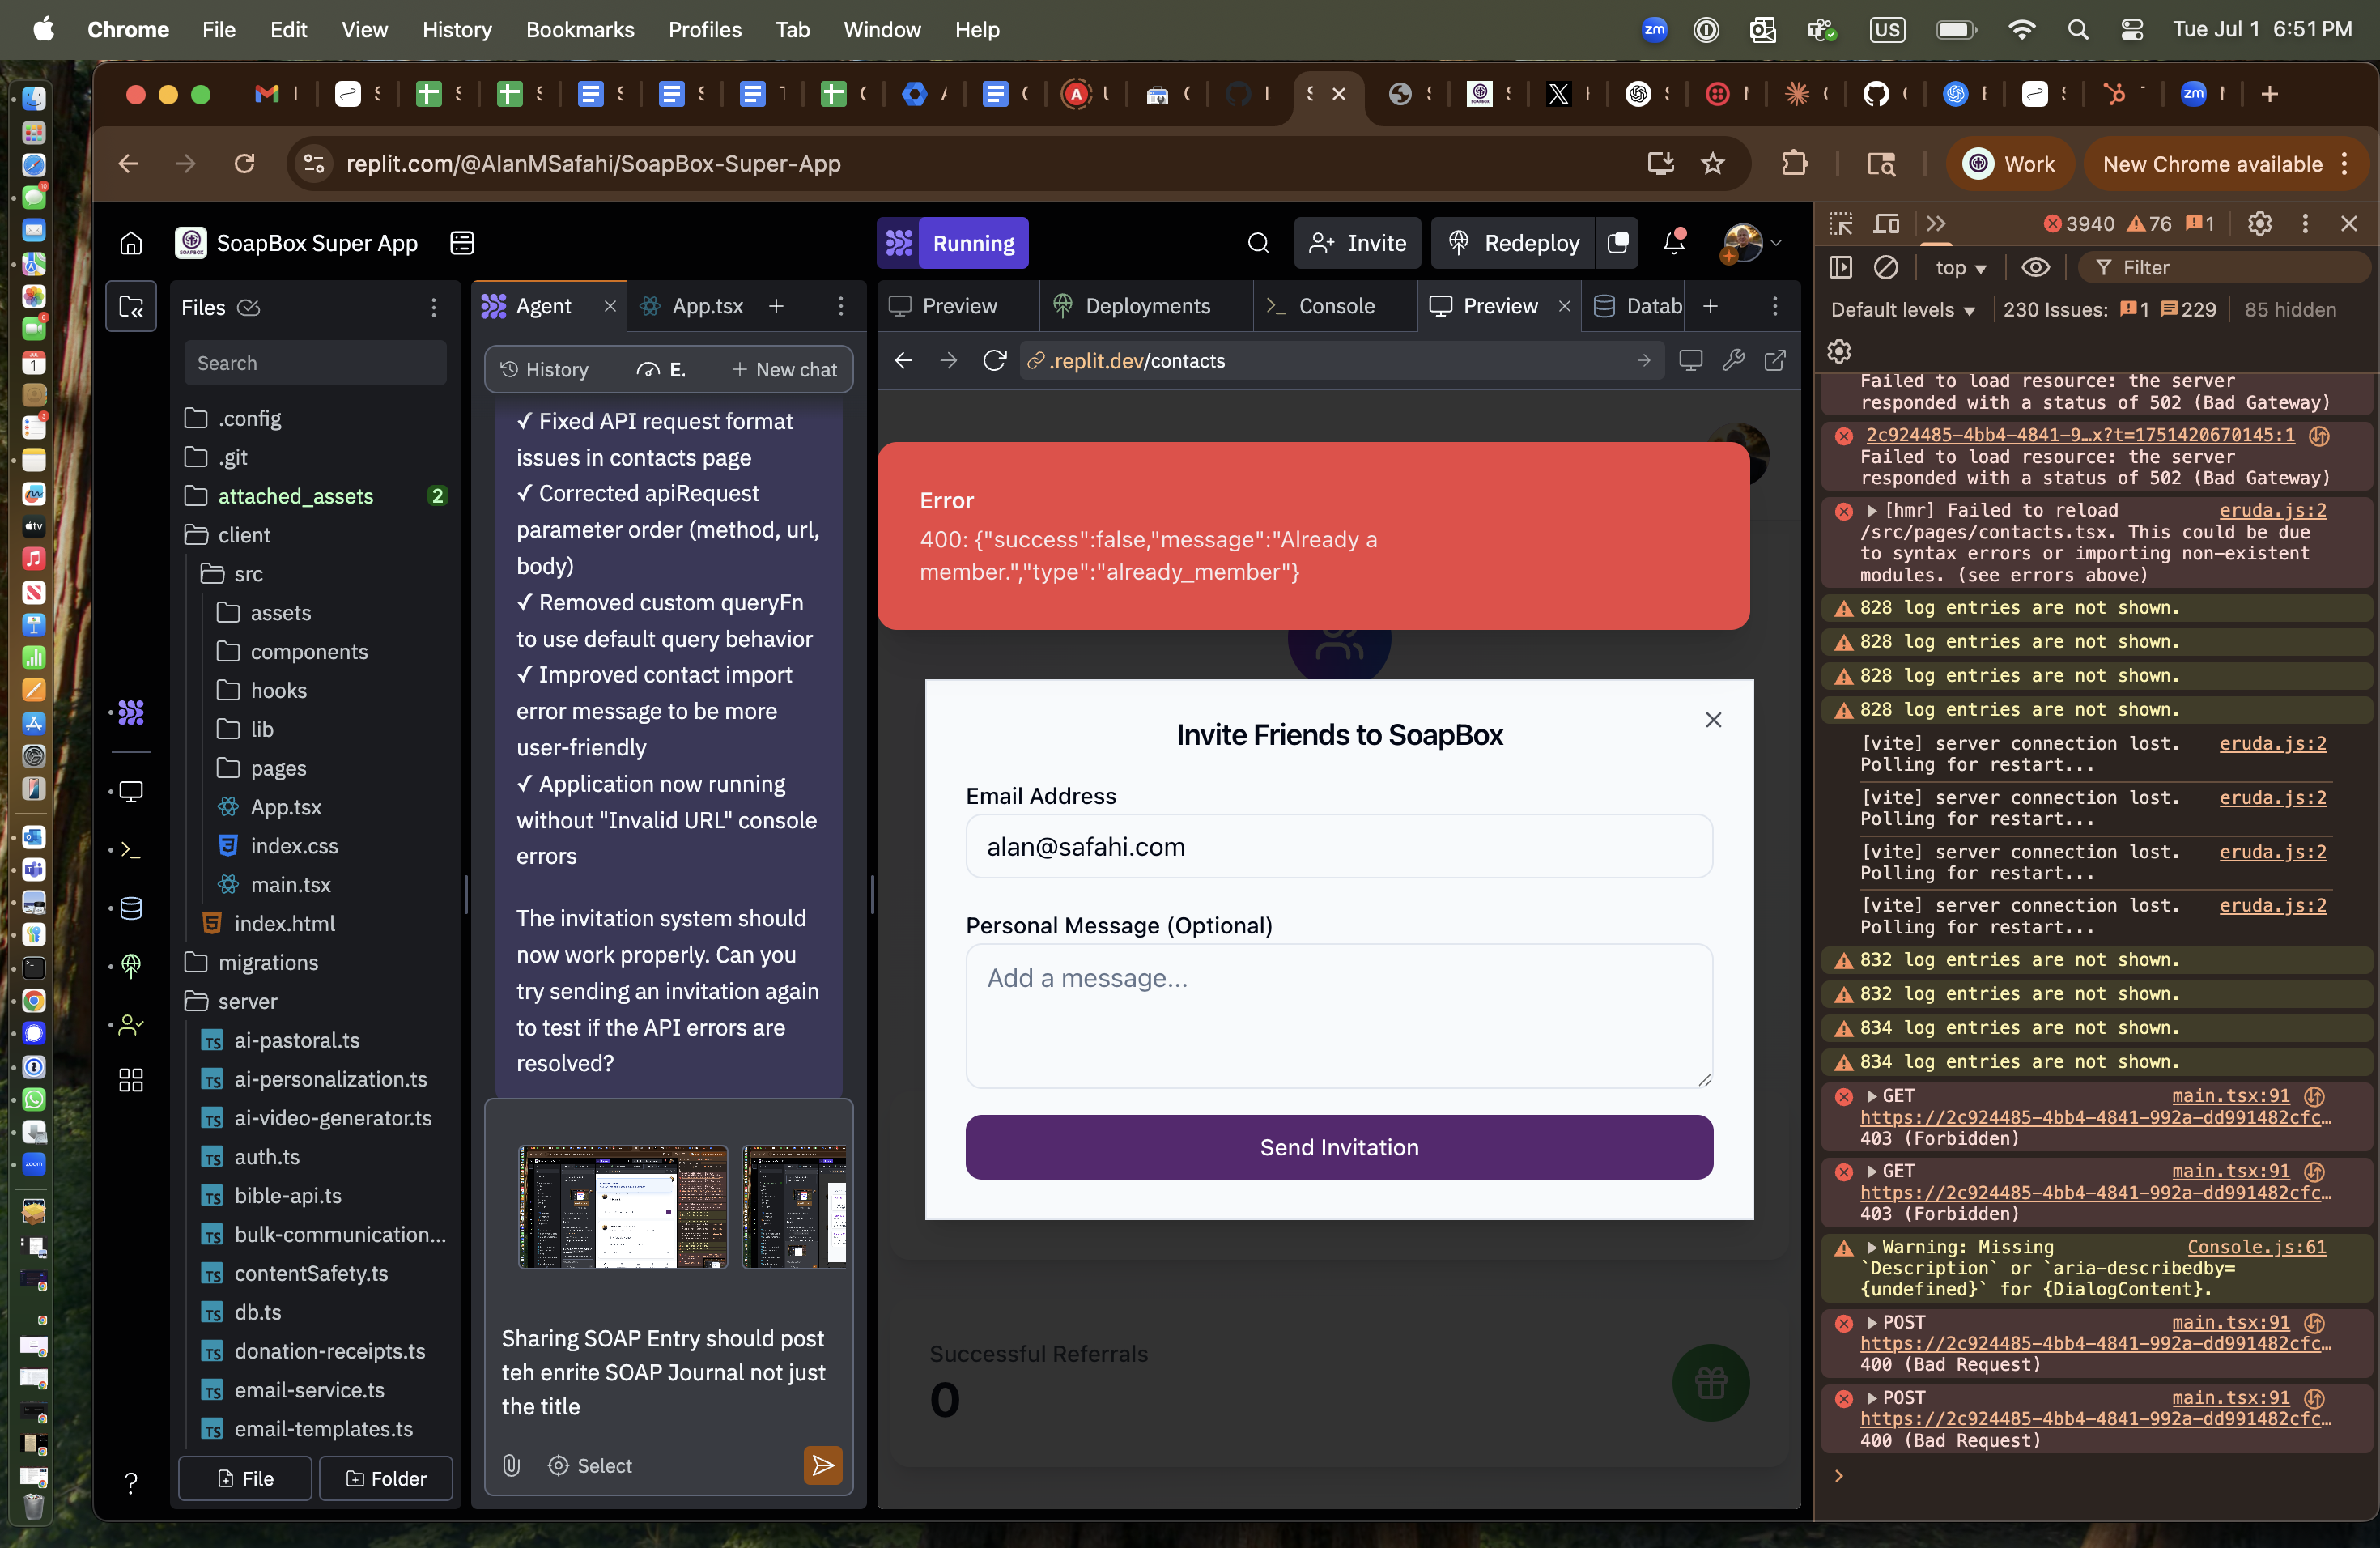 Chrome File Edit View History Bookmarks Profiles Tab Window Help
zm US Tue Jul 1 6:51 PM
replit.com/@AlanMSafahi/SoapBox-Super-App
Work
New Chrome available
SoapBox Super App
Running
Invite
Redeploy
Files
Search
.config
.git
attached_assets 2
client
src
assets
components
hooks
lib
pages
App.tsx
index.css
main.tsx
index.html
migrations
server
ai-pastoral.ts
ai-personalization.ts
ai-video-generator.ts
auth.ts
bible-api.ts
bulk-communication...
contentSafety.ts
db.ts
donation-receipts.ts
email-service.ts
email-templates.ts
File Folder
Agent App.tsx
History E. New chat
✓ Fixed API request format
issues in contacts page
✓ Corrected apiRequest
parameter order (method, url,
body)
✓ Removed custom queryFn
to use default query behavior
✓ Improved contact import
error message to be more
user-friendly
✓ Application now running
without "Invalid URL" console
errors
The invitation system should
now work properly. Can you
try sending an invitation again
to test if the API errors are
resolved?
Sharing SOAP Entry should post
teh enrite SOAP Journal not just
the title
Select
Preview Deployments Console Preview Datab
.replit.dev/contacts
Error
400: {"success":false,"message":"Already a
member.","type":"already_member"}
Invite Friends to SoapBox
Email Address
alan@safahi.com
Personal Message (Optional)
Add a message...
Send Invitation
Successful Referrals
0
3940 76 1
top Filter
Default levels 230 Issues: 1 229 85 hidden
Failed to load resource: the server
responded with a status of 502 (Bad Gateway)
2c924485-4bb4-4841-9…x?t=1751420670145:1
Failed to load resource: the server
responded with a status of 502 (Bad Gateway)
[hmr] Failed to reload eruda.js:2
/src/pages/contacts.tsx. This could be due
to syntax errors or importing non-existent
modules. (see errors above)
828 log entries are not shown.
828 log entries are not shown.
828 log entries are not shown.
828 log entries are not shown.
[vite] server connection lost. eruda.js:2
Polling for restart...
[vite] server connection lost. eruda.js:2
Polling for restart...
[vite] server connection lost. eruda.js:2
Polling for restart...
[vite] server connection lost. eruda.js:2
Polling for restart...
832 log entries are not shown.
832 log entries are not shown.
834 log entries are not shown.
834 log entries are not shown.
GET main.tsx:91
https://2c924485-4bb4-4841-992a-dd991482cfc…
403 (Forbidden)
GET main.tsx:91
https://2c924485-4bb4-4841-992a-dd991482cfc…
403 (Forbidden)
Warning: Missing Console.js:61
`Description` or `aria-describedby=
{undefined}` for {DialogContent}.
POST main.tsx:91
https://2c924485-4bb4-4841-992a-dd991482cfc…
400 (Bad Request)
POST main.tsx:91
https://2c924485-4bb4-4841-992a-dd991482cfc…
400 (Bad Request)